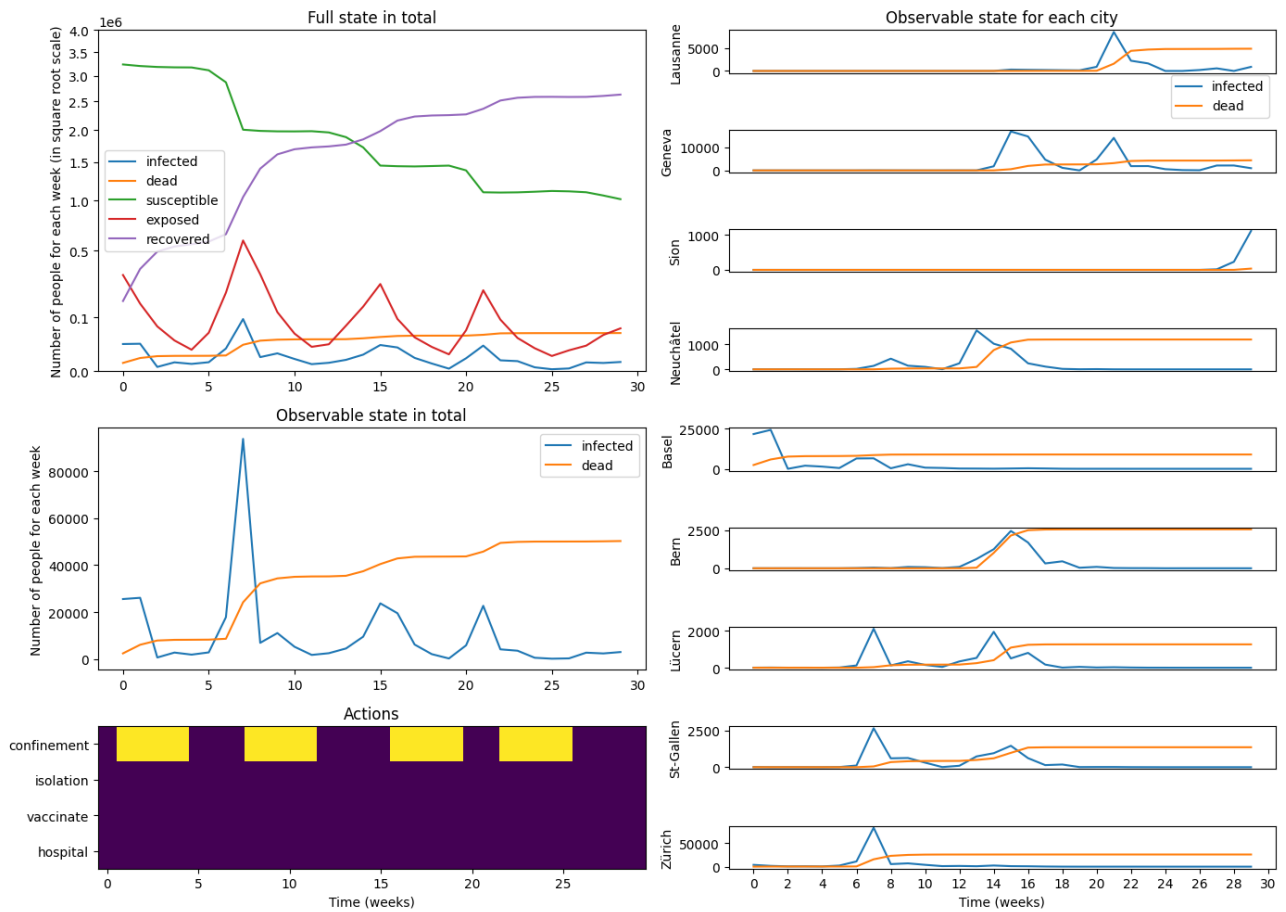 Full state in total
1e6
Number of people for each week (in square root scale)
4.0
3.5
3.0
2.5
2.0
1.5
1.0
0.5
0.1
0.0
infected
dead
susceptible
exposed
recovered
0 5 10 15 20 25 30
Observable state in total
Number of people for each week
80000
60000
40000
20000
0
infected
dead
0 5 10 15 20 25 30
Actions
confinement
isolation
vaccinate
hospital
0 5 10 15 20 25
Time (weeks)
Observable state for each city
Lausanne
5000
0
infected
dead
Geneva
10000
0
Sion
1000
0
Neuchâtel
1000
0
Basel
25000
0
Bern
2500
0
Lücern
2000
0
St-Gallen
2500
0
Zürich
50000
0
0 2 4 6 8 10 12 14 16 18 20 22 24 26 28 30
Time (weeks)